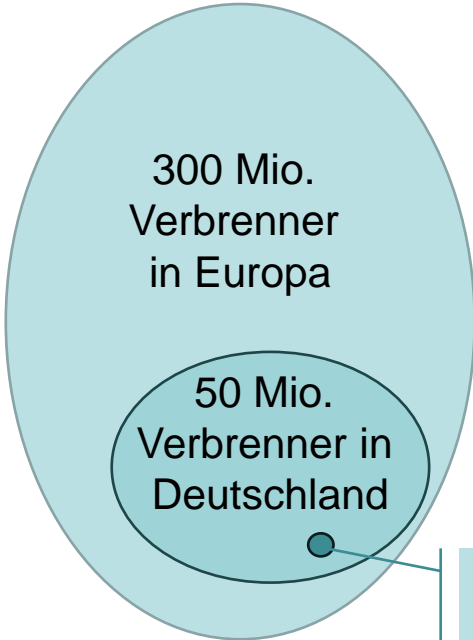 300 Mio.
Verbrenner
in Europa
50 Mio.
Verbrenner in
Deutschland